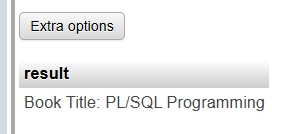 Extra options
result
Book Title: PL/SQL Programming